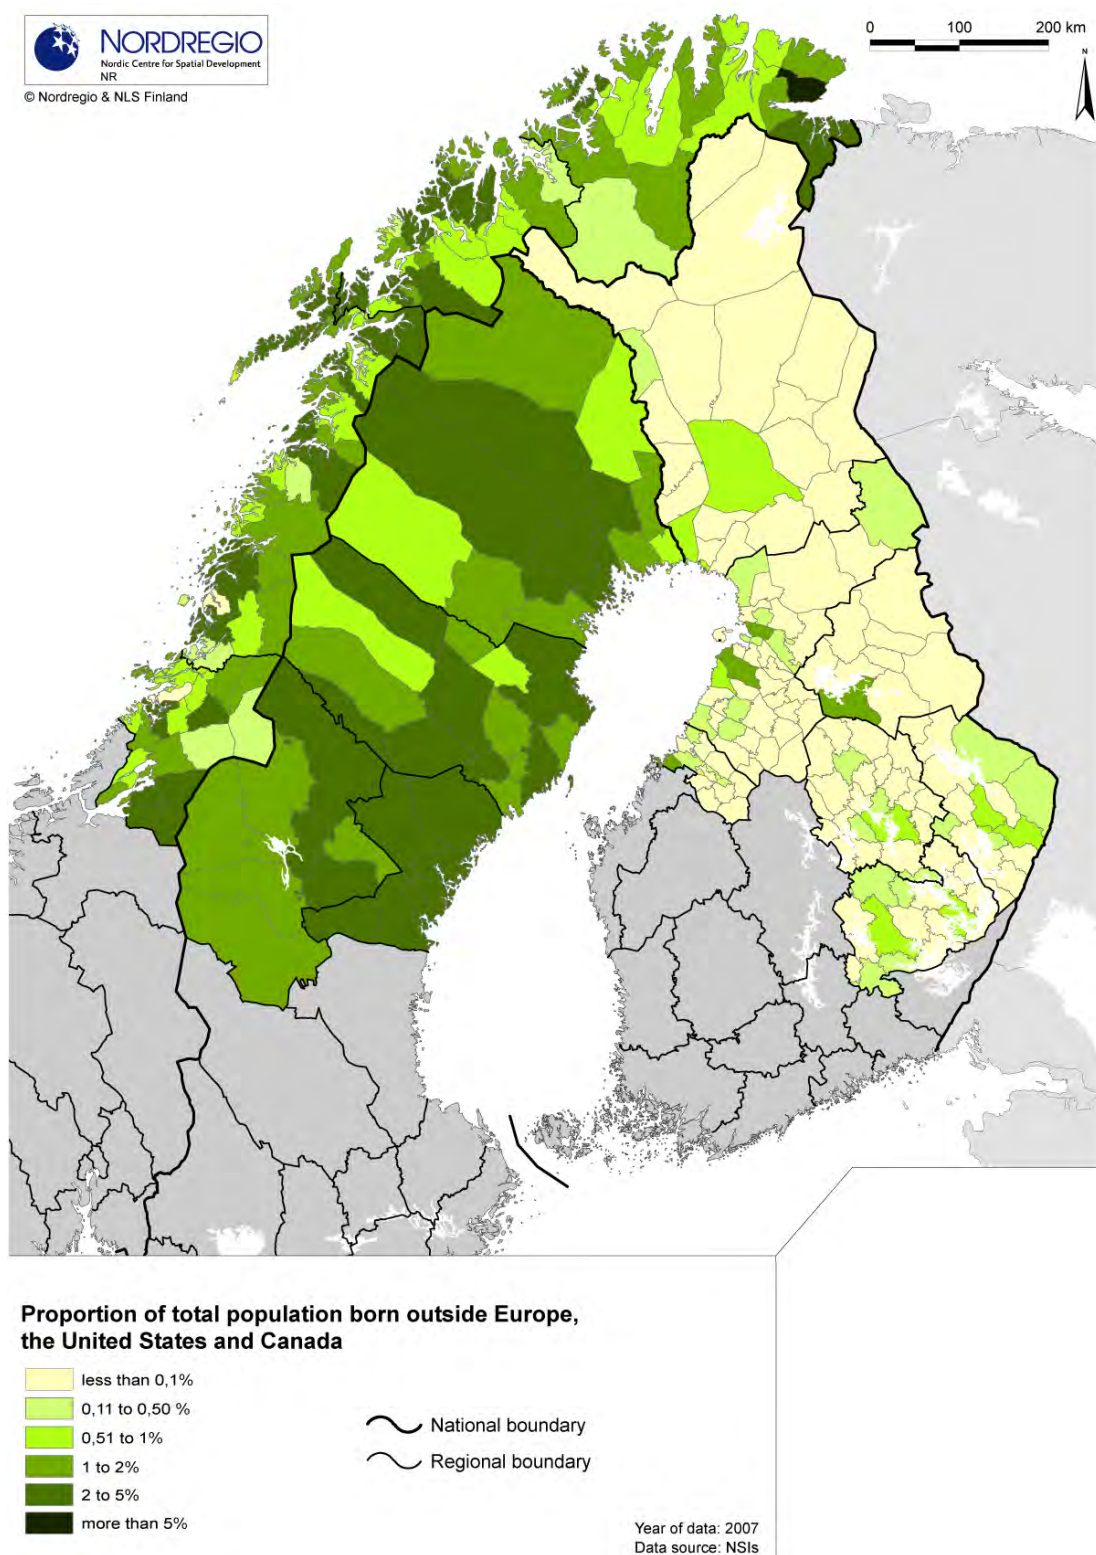 NORDREGIO
Nordic Centre for Spatial Development
NR
© Nordregio & NLS Finland
0 100 200 km
N
Proportion of total population born outside Europe,
the United States and Canada
less than 0,1%
0,11 to 0,50 %
0,51 to 1%
1 to 2%
2 to 5%
more than 5%
National boundary
Regional boundary
Year of data: 2007
Data source: NSIs